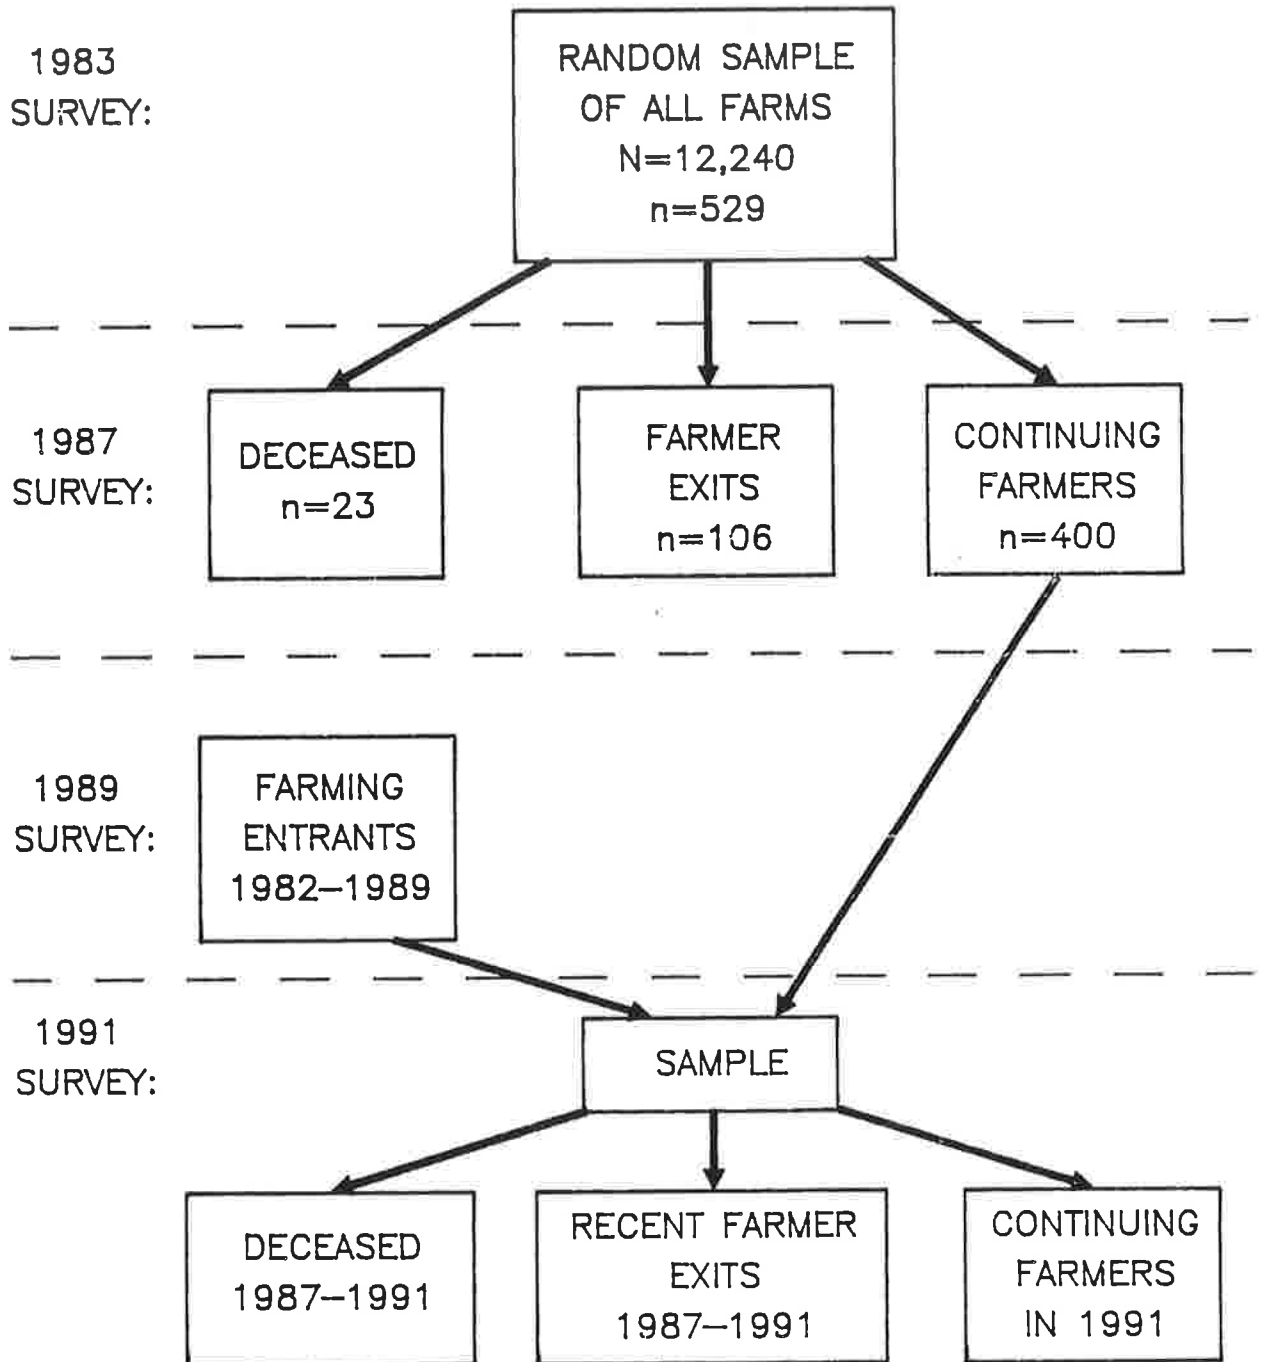 1983
SURVEY:
RANDOM SAMPLE
OF ALL FARMS
N=12,240
n=529
1987
SURVEY:
DECEASED
n=23
FARMER
EXITS
n=106
CONTINUING
FARMERS
n=400
1989
SURVEY:
FARMING
ENTRANTS
1982–1989
1991
SURVEY:
SAMPLE
DECEASED
1987–1991
RECENT FARMER
EXITS
1987–1991
CONTINUING
FARMERS
IN 1991